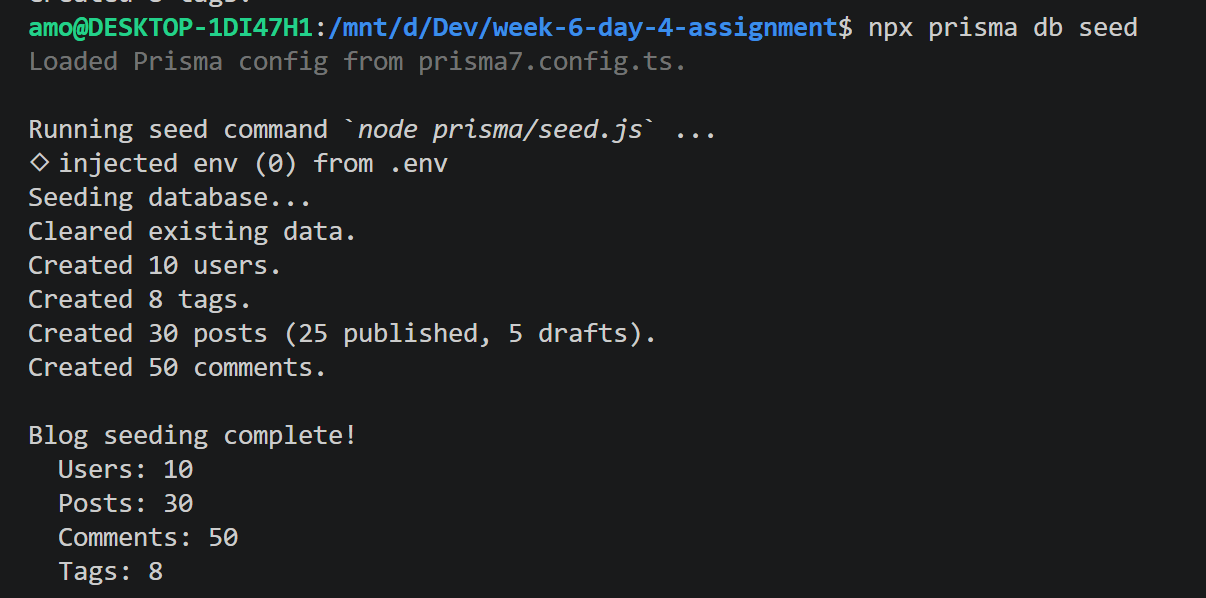 amo@DESKTOP-1DI47H1:/mnt/d/Dev/week-6-day-4-assignment$ npx prisma db seed
Loaded Prisma config from prisma7.config.ts.
Running seed command `node prisma/seed.js` ...
◇ injected env (0) from .env
Seeding database...
Cleared existing data.
Created 10 users.
Created 8 tags.
Created 30 posts (25 published, 5 drafts).
Created 50 comments.
Blog seeding complete!
Users: 10
Posts: 30
Comments: 50
Tags: 8